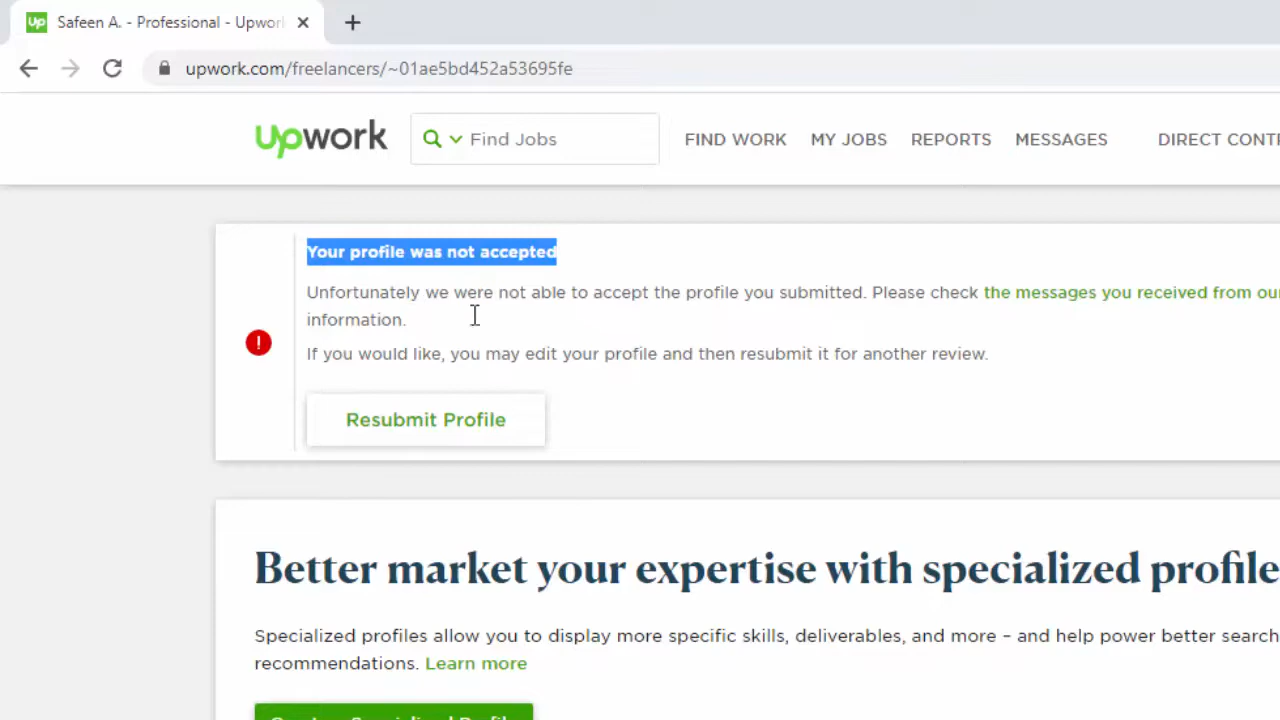 Safeen A. - Professional - Upwork
upwork.com/freelancers/~01ae5bd452a53695fe
upwork
Find Jobs
FIND WORK
MY JOBS
REPORTS
MESSAGES
DIRECT
Your profile was not accepted
Unfortunately we were not able to accept the profile you submitted. Please check the messages you received from
information.
If you would like, you may edit your profile and then resubmit it for another review.
Resubmit Profile
Better market your expertise with specialized profile
Specialized profiles allow you to display more specific skills, deliverables, and more – and help power better search
recommendations. Learn more